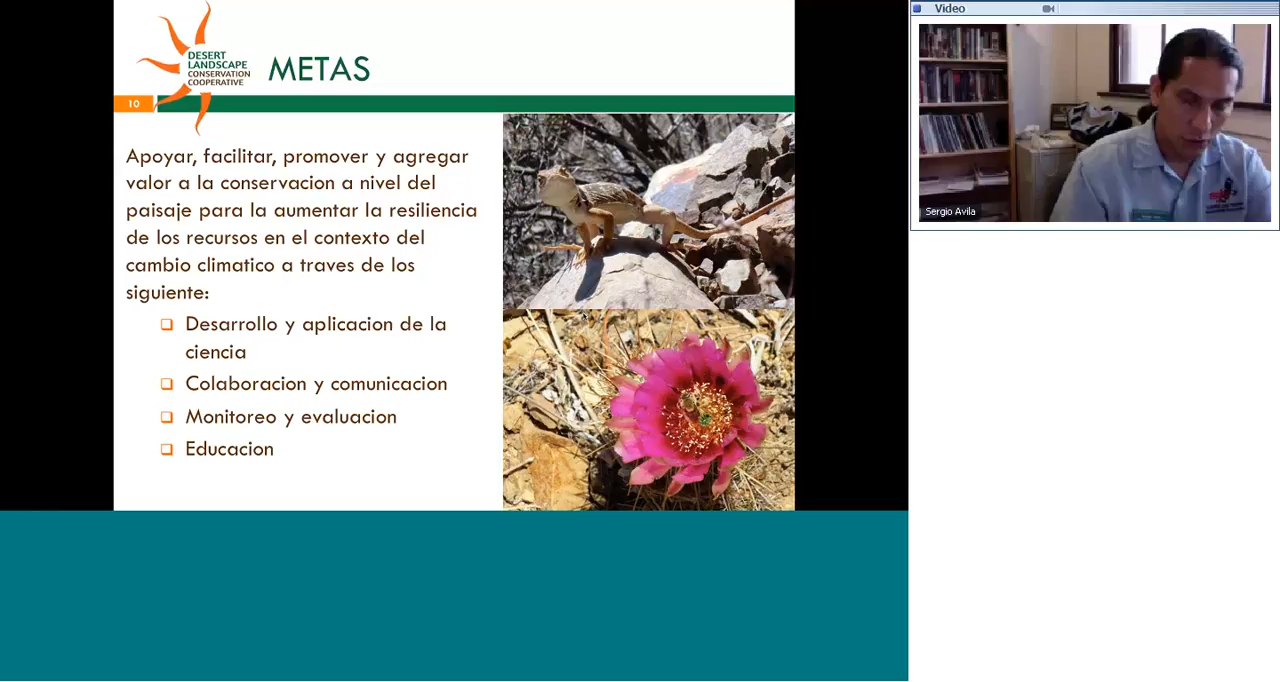 DESERT
LANDSCAPE
CONSERVATION
COOPERATIVE
METAS
10
Apoyar, facilitar, promover y agregar
valor a la conservacion a nivel del
paisaje para la aumentar la resiliencia
de los recursos en el contexto del
cambio climatico a traves de los
siguiente:
Desarrollo y aplicacion de la
ciencia
Colaboracion y comunicacion
Monitoreo y evaluacion
Educacion
Video
Sergio Avila